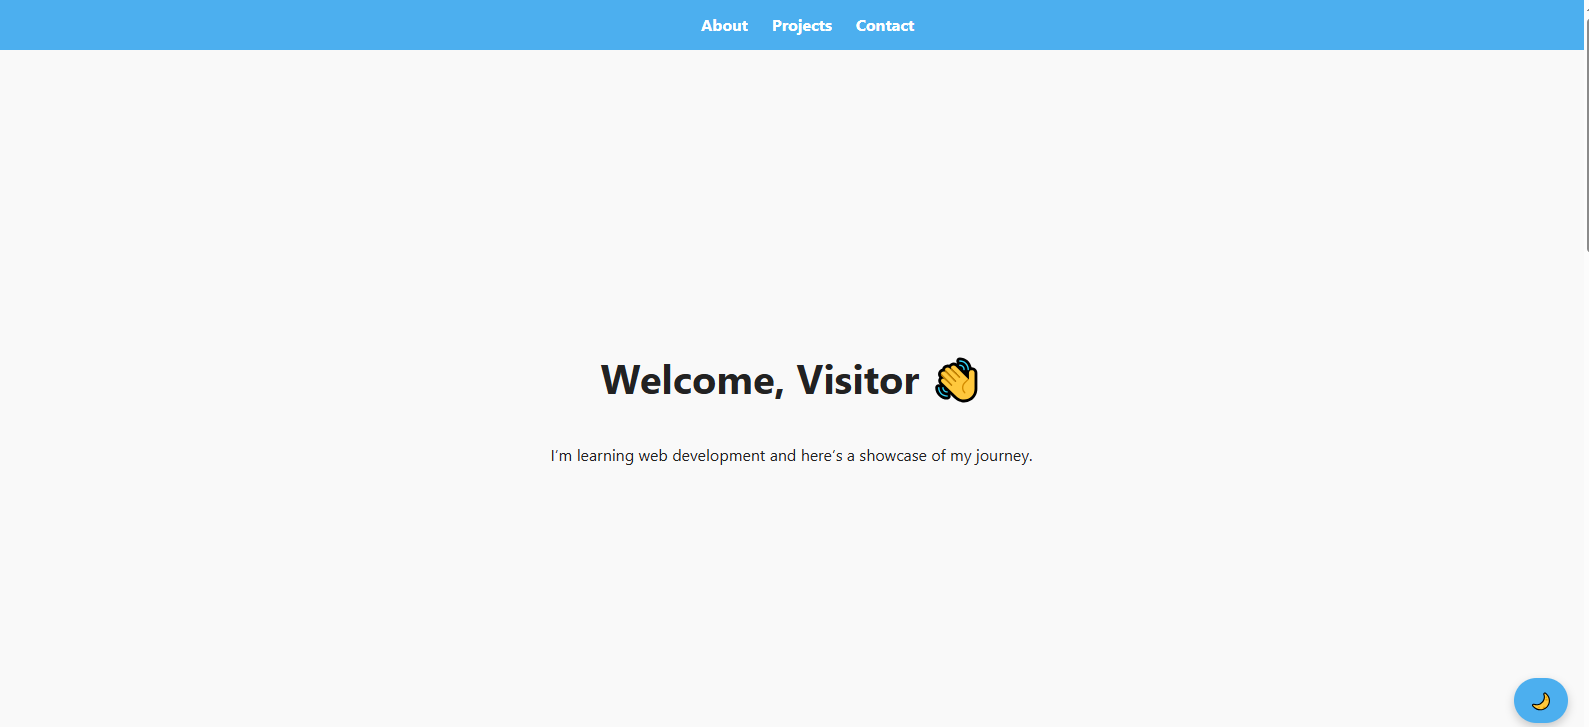 About Projects Contact
Welcome, Visitor 👋
I'm learning web development and here's a showcase of my journey.